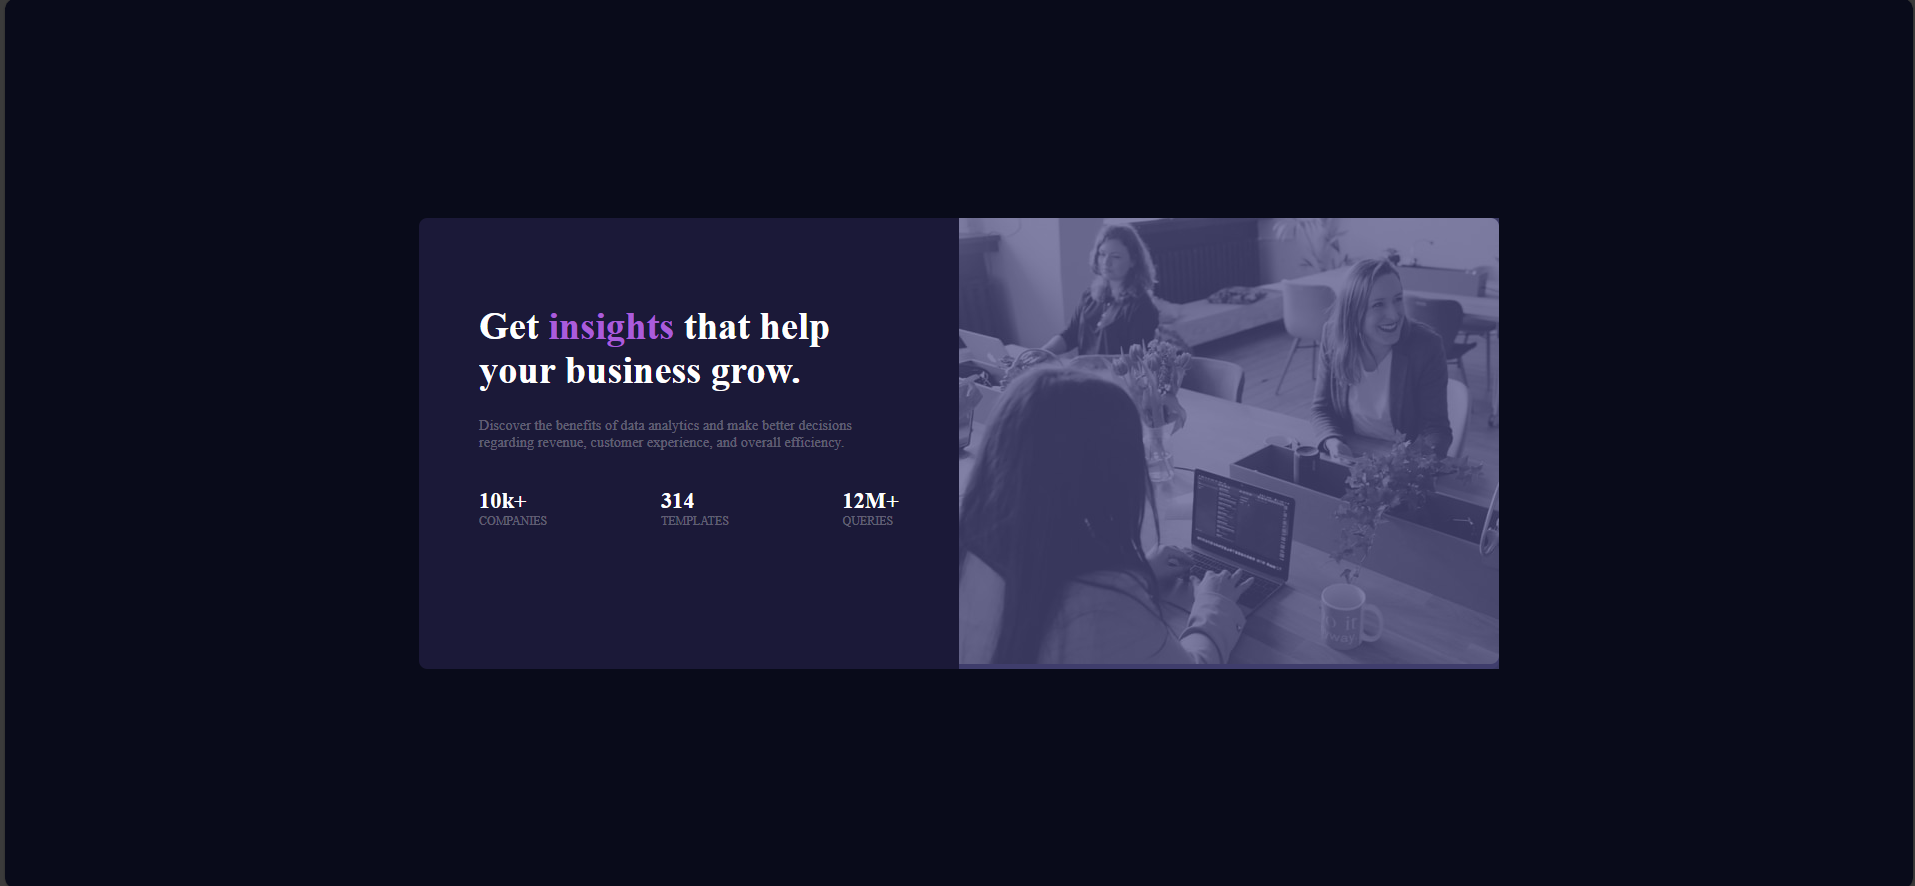 Get insights that help
your business grow.
Discover the benefits of data analytics and make better decisions
regarding revenue, customer experience, and overall efficiency.
10k+ 314 12M+
COMPANIES TEMPLATES QUERIES